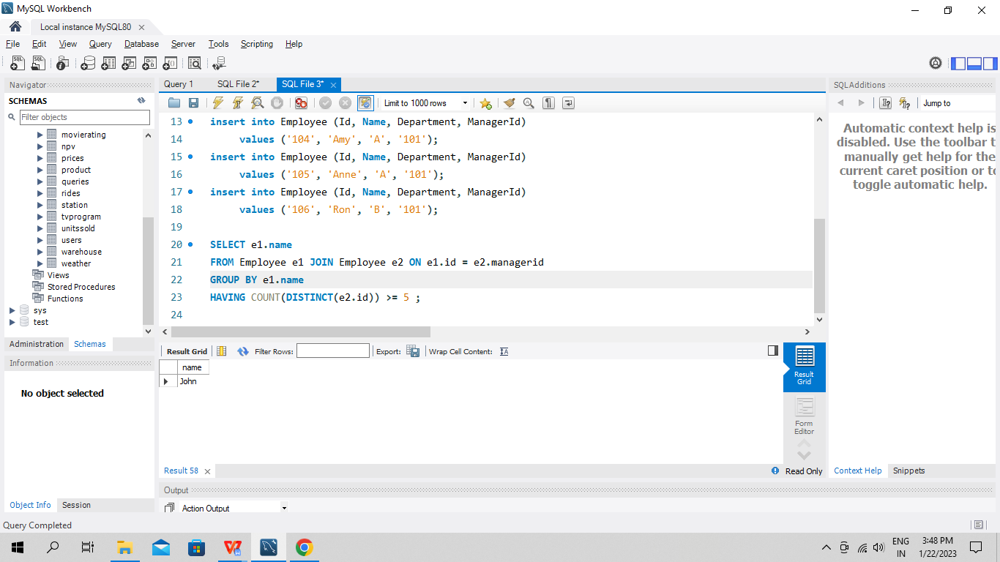 MySQL Workbench
Local instance MySQL80
File Edit View Query Database Server Tools Scripting Help
Navigator
SCHEMAS
Filter objects
movierating
npv
prices
product
queries
rides
station
tvprogram
unitssold
users
warehouse
weather
Views
Stored Procedures
Functions
sys
test
Administration Schemas
Information
No object selected
Object Info Session
Query 1 SQL File 2* SQL File 3*
Limit to 1000 rows
13 insert into Employee (Id, Name, Department, ManagerId)
14 values ('104', 'Amy', 'A', '101');
15 insert into Employee (Id, Name, Department, ManagerId)
16 values ('105', 'Anne', 'A', '101');
17 insert into Employee (Id, Name, Department, ManagerId)
18 values ('106', 'Ron', 'B', '101');
19
20 SELECT e1.name
21 FROM Employee e1 JOIN Employee e2 ON e1.id = e2.managerid
22 GROUP BY e1.name
23 HAVING COUNT(DISTINCT(e2.id)) >= 5 ;
24
Result Grid Filter Rows: Export: Wrap Cell Content:
name
John
Result Grid
Form Editor
Result 58
Read Only
Output
Action Output
SQLAdditions
Jump to
Automatic context help is
disabled. Use the toolbar t
manually get help for the
current caret position or to
toggle automatic help.
Context Help Snippets
Query Completed
ENG
IN
3:48 PM
1/22/2023